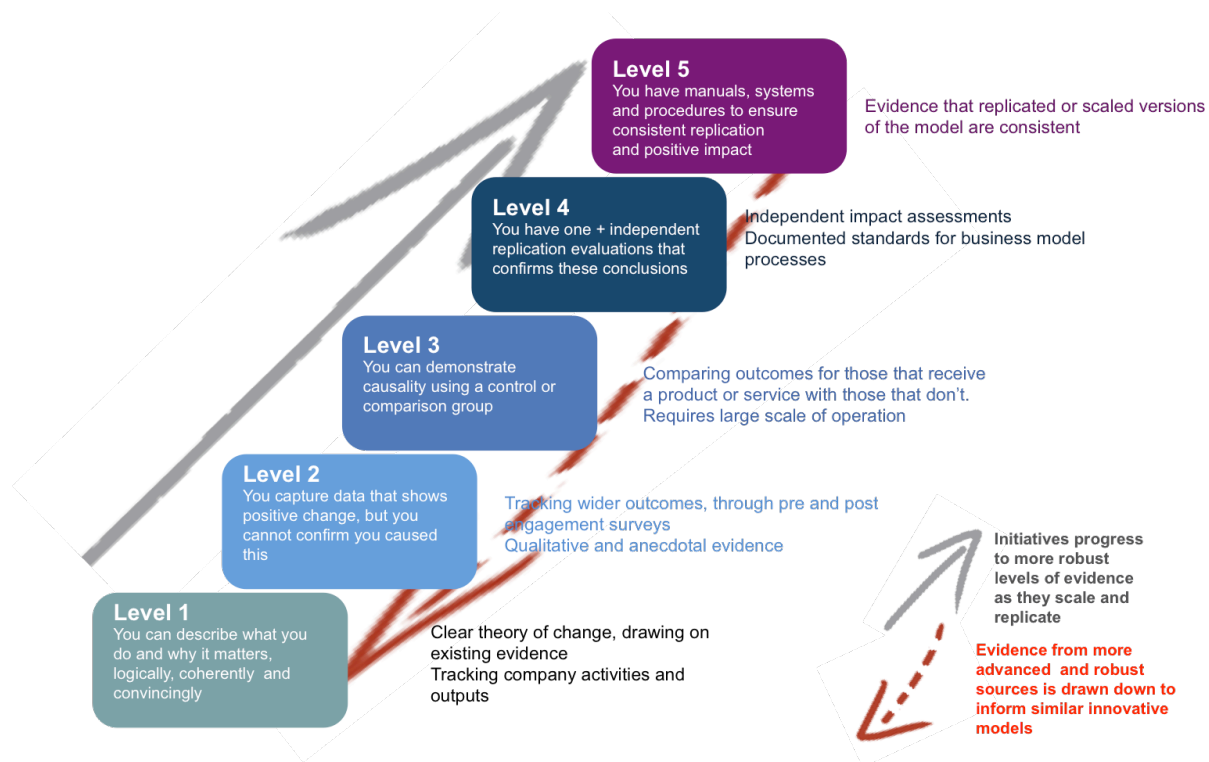 Level 5
You have manuals, systems
and procedures to ensure
consistent replication
and positive impact
Evidence that replicated or scaled versions
of the model are consistent
Level 4
You have one + independent
replication evaluations that
confirms these conclusions
Independent impact assessments
Documented standards for business model
processes
Level 3
You can demonstrate
causality using a control or
comparison group
Comparing outcomes for those that receive
a product or service with those that don't.
Requires large scale of operation
Level 2
You capture data that shows
positive change, but you
cannot confirm you caused
this
Tracking wider outcomes, through pre and post
engagement surveys
Qualitative and anecdotal evidence
Level 1
You can describe what you
do and why it matters,
logically, coherently and
convincingly
Clear theory of change, drawing on
existing evidence
Tracking company activities and
outputs
Initiatives progress
to more robust
levels of evidence
as they scale and
replicate
Evidence from more
advanced and robust
sources is drawn down to
inform similar innovative
models